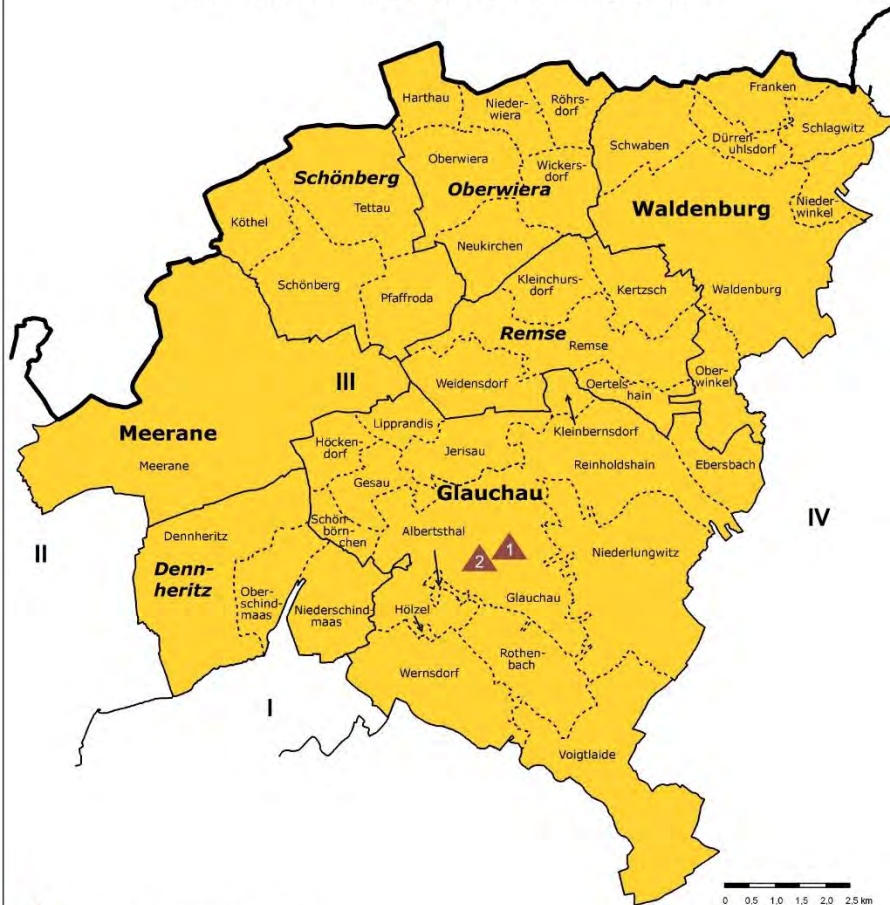 Franken
Harthau
Nieder-
wiera
Röhrs-
dorf
Schlagwitz
Schwaben
Dürren-
uhlsdorf
Oberwiera
Wickers-
dorf
Schönberg
Oberwiera
Tettau
Waldenburg
Nieder-
winkel
Köthel
Neukirchen
Kleinchurs-
dorf
Schönberg
Pfaffroda
Kertzsch
Waldenburg
Remse
Remse
III
Weidensdorf
Oertels-
hain
Ober-
winkel
Lipprandis
Kleinbernsdorf
Meerane
Höcken-
dorf
Jerisau
Meerane
Reinholdshain
Ebersbach
Gesau
Glauchau
IV
Schön-
börn-
chen
Albertsthal
Dennheritz
II
1
2
Niederlungwitz
Denn-
heritz
Ober-
schind-
maas
Niederschind-
maas
Hölzel
Glauchau
Rothen-
bach
Wernsdorf
I
Voigtlaide
0 0,5 1,0 1,5 2,0 2,5 km